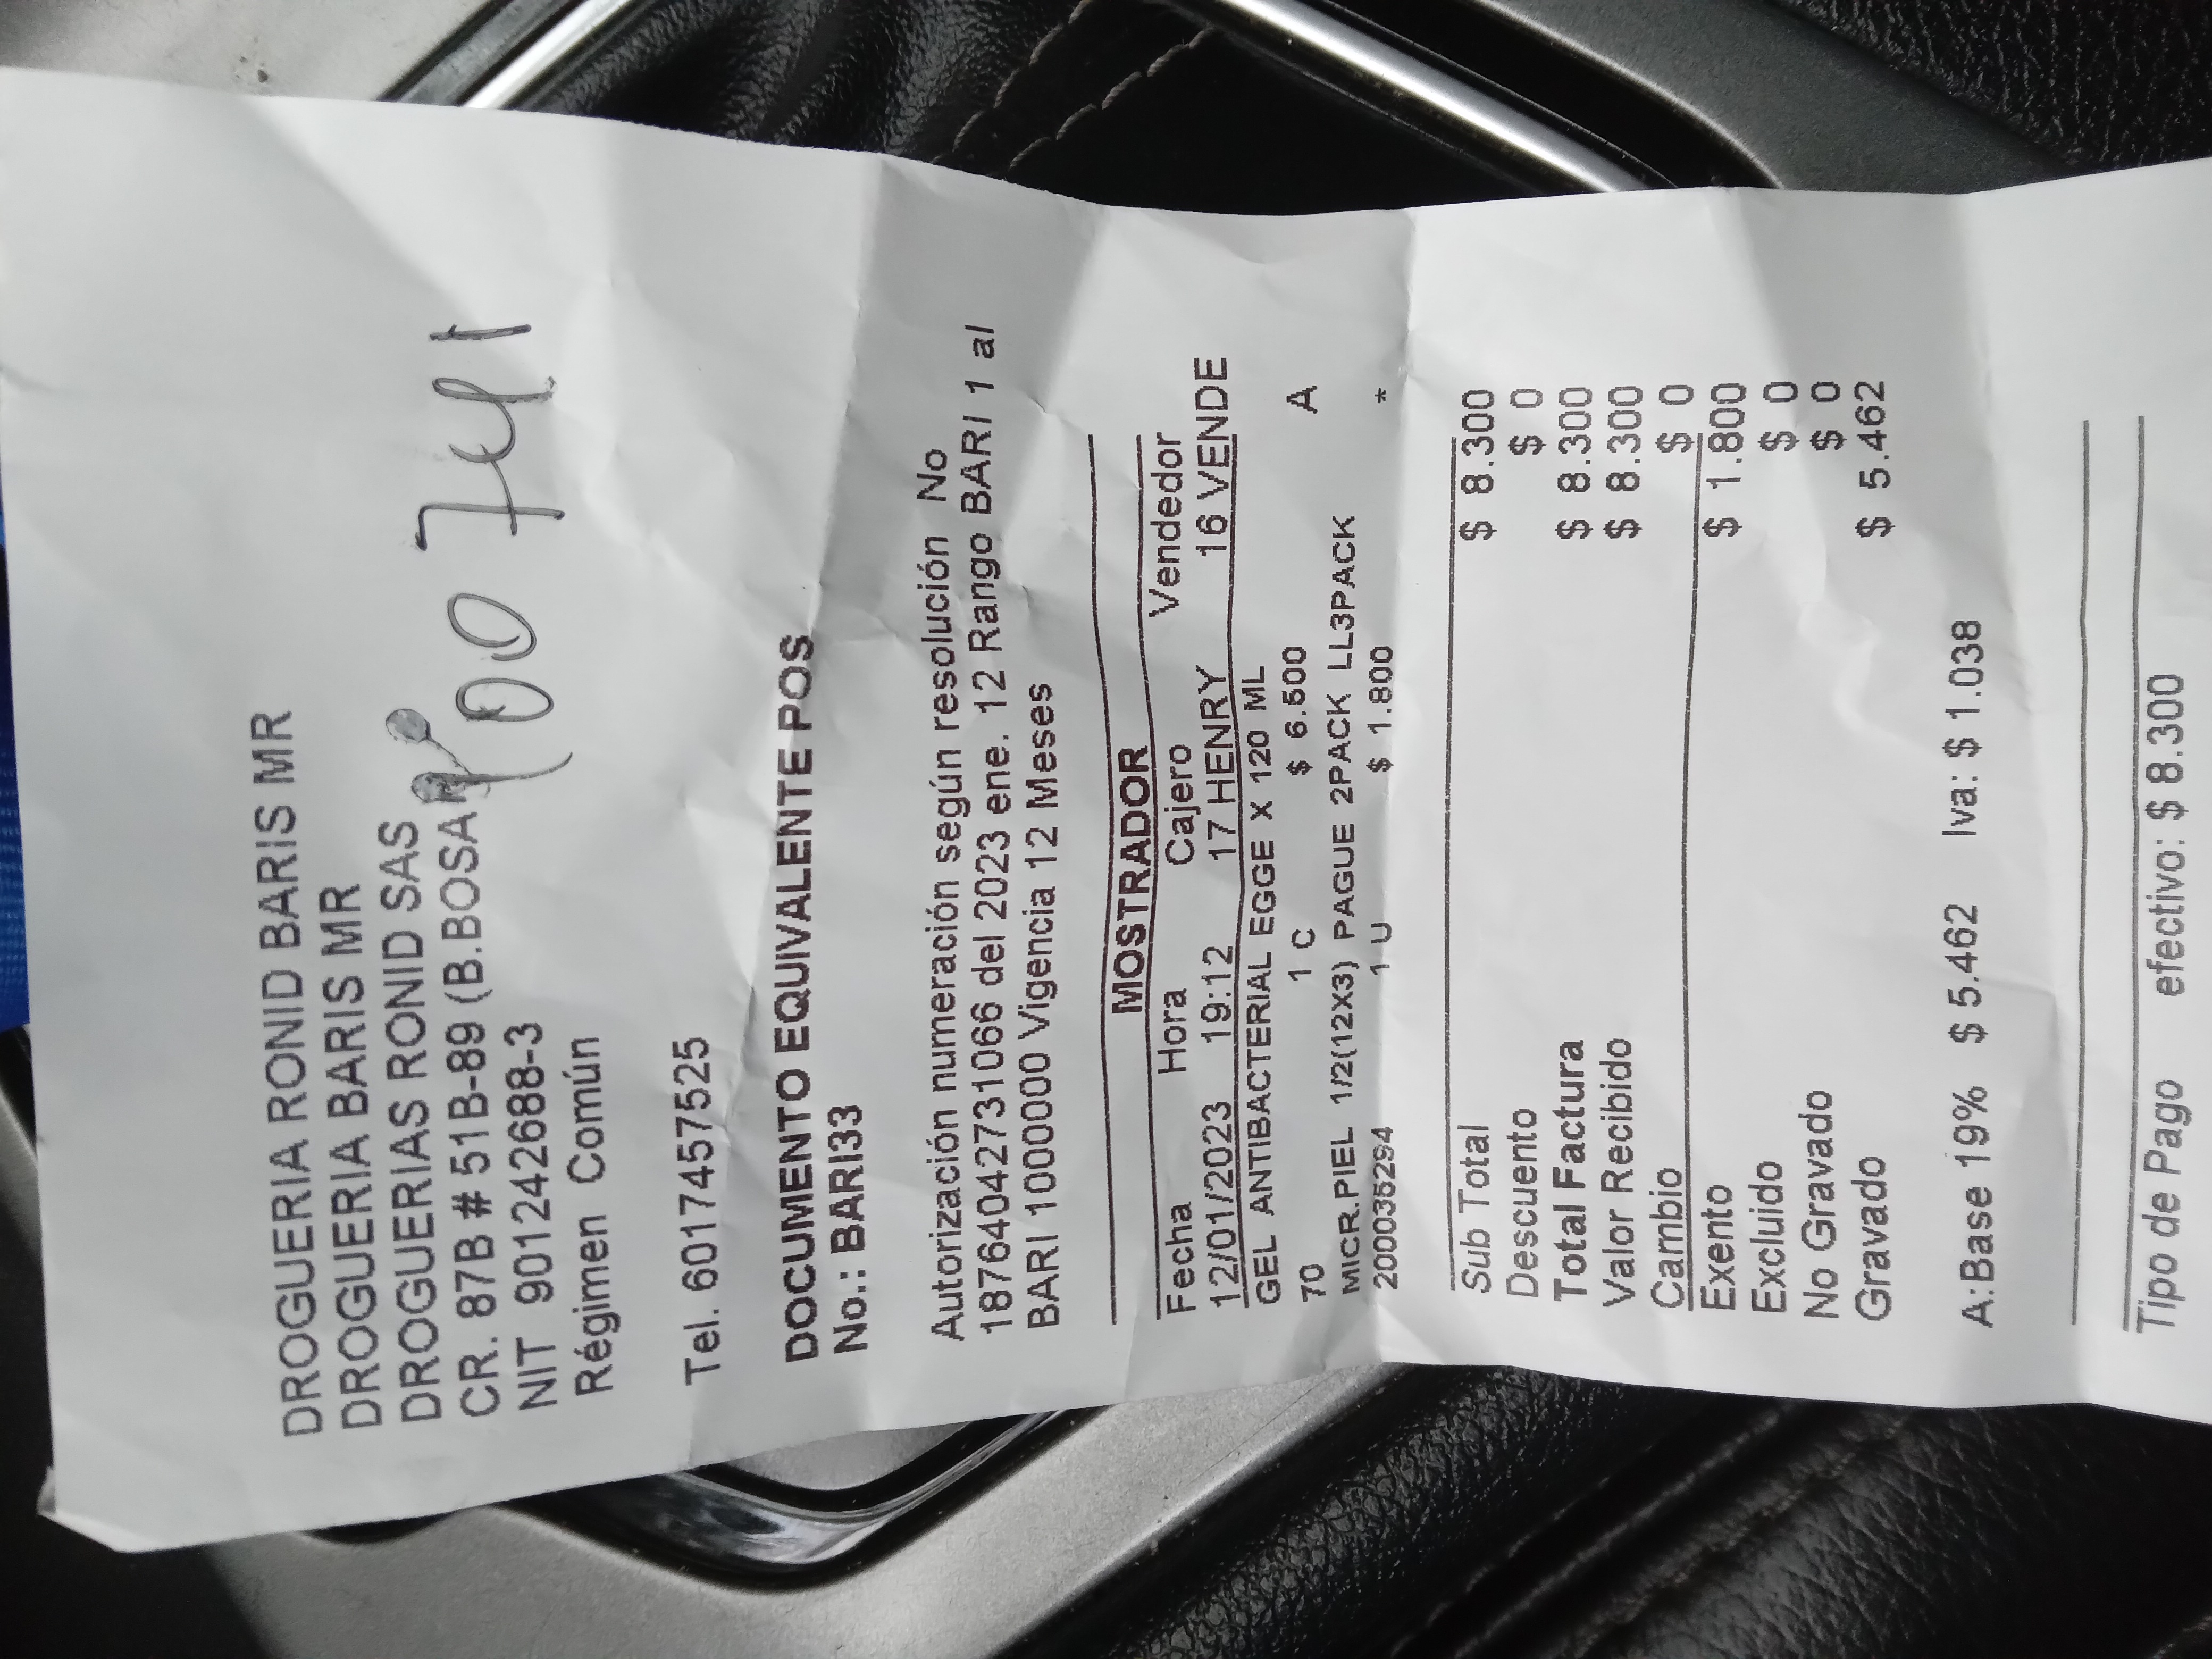 DROGUERIA RONID BARIS MR
DROGUERIA BARIS MR
DROGUERIAS RONID SAS
CR. 87B # 51B-89 (B.BOSA
NIT 901242688-3
Régimen Común
Tel. 6017457525
DOCUMENTO EQUIVALENTE POS
No.: BARI33
Autorización numeración según resolución No
18764042731066 del 2023 ene. 12 Rango BARI 1 al
BARI 100000 Vigencia 12 Meses
MOSTRADOR
Fecha Hora Cajero Vendedor
12/01/2023 19:12 17 HENRY 16 VENDE
GEL ANTIBACTERIAL EGGE X 120 ML
70 1 C $ 6.500 A
MICR.PIEL 1/2(12X3) PAGUE 2PACK LL3PACK
200035294 1 U $ 1.800 *
Sub Total $ 8.300
Descuento $ 0
Total Factura $ 8.300
Valor Recibido $ 8.300
Cambio $ 0
Exento $ 1.800
Excluido $ 0
No Gravado $ 0
Gravado $ 5.462
A:Base 19% $ 5.462 Iva: $ 1.038
Tipo de Pago efectivo: $ 8.300